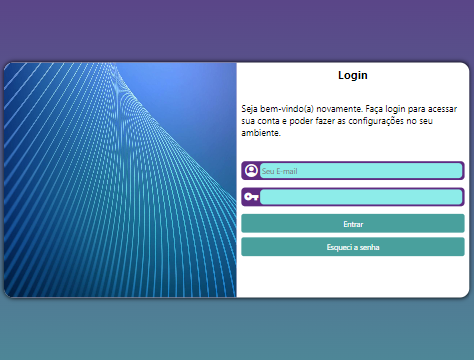 Login
Seja bem-vindo(a) novamente. Faça login para acessar
sua conta e poder fazer as configurações no seu
ambiente.
Seu E-mail
Entrar
Esqueci a senha